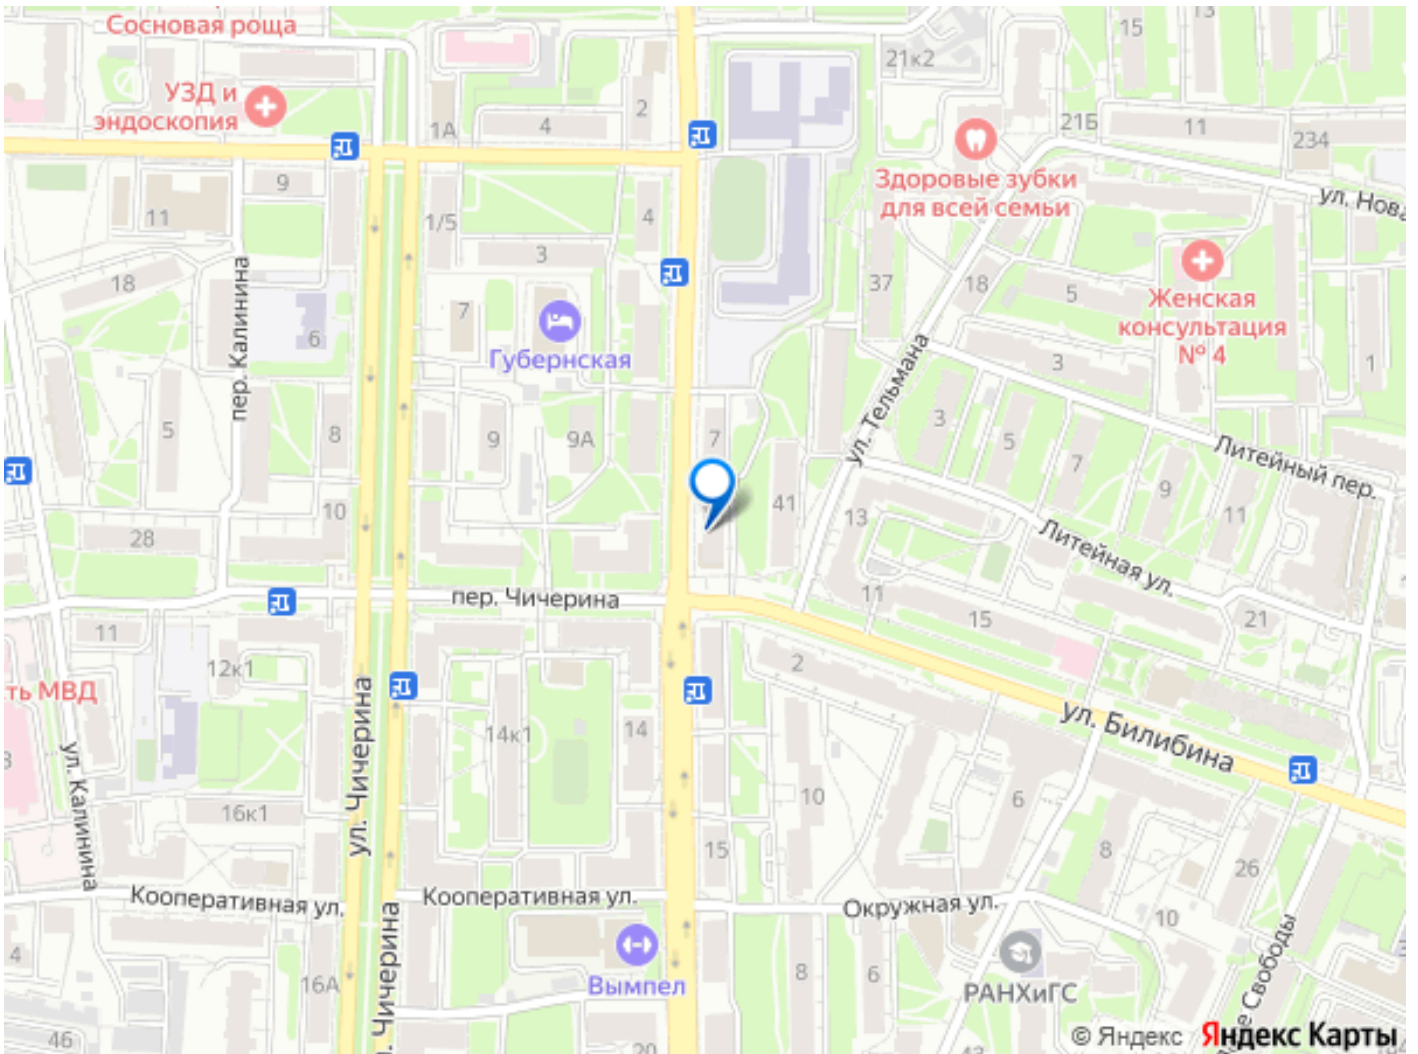 Сосновая роща
УЗД и
эндоскопия
21к2
15
13
2
1А
4
21Б
11
234
Здоровые зубки
для всей семьи
ул. Нова
9
11
1/5
4
3
18
37
18
5
Женская
консультация
№ 4
7
6
Губернская
пер. Калинина
ул. Тельмана
3
1
5
8
9
9А
7
3
5
7
9
11
Литейный пер.
10
41
13
28
Литейная ул.
пер. Чичерина
11
15
21
11
12к1
2
ть МВД
14к1
14
ул. Билибина
ул. Чичерина
ул. Калинина
3
16к1
10
6
15
8
26
Кооперативная ул.
Кооперативная ул.
Окружная ул.
10
4
16А
Вымпел
8
6
РАНХиГС
. Чичерина
е Свободы
46
20
43
© Яндекс Яндекс Карты